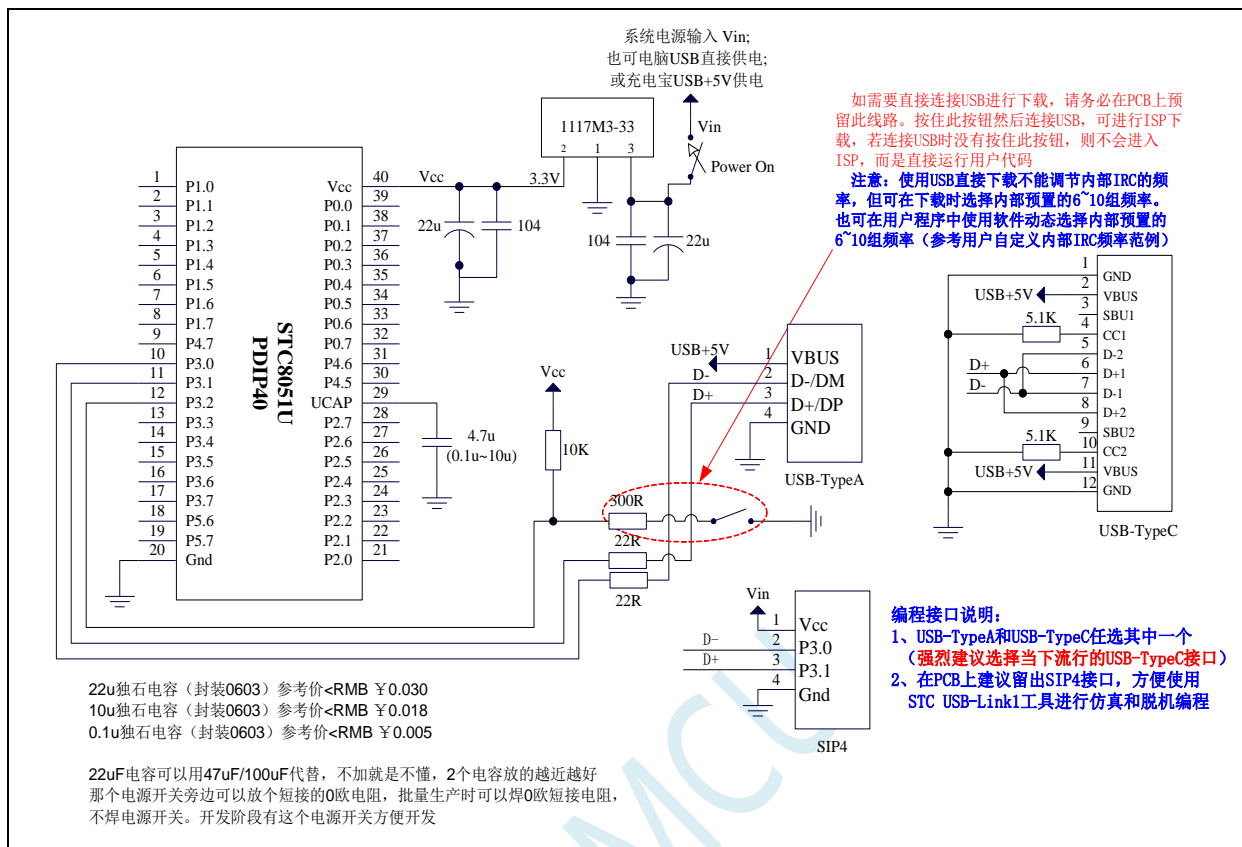 系统电源输入 Vin;
也可电脑USB直接供电;
或充电宝USB+5V供电
Vin
Power On
1117M3-33
2 1 3
Vcc
3.3V
22u
104
104
22u
如需要直接连接USB进行下载，请务必在PCB上预
留此线路。按住此按钮然后连接USB，可进行ISP下
载，若连接USB时没有按住此按钮，则不会进入
ISP，而是直接运行用户代码
注意：使用USB直接下载不能调节内部IRC的频
率，但可在下载时选择内部预置的6~10组频率。
也可在用户程序中使用软件动态选择内部预置的
6~10组频率（参考用户自定义内部IRC频率范例）
STC8051U
PDIP40
1 P1.0
2 P1.1
3 P1.2
4 P1.3
5 P1.4
6 P1.5
7 P1.6
8 P1.7
9 P4.7
10 P3.0
11 P3.1
12 P3.2
13 P3.3
14 P3.4
15 P3.5
16 P3.6
17 P3.7
18 P5.6
19 P5.7
20 Gnd
Vcc 40
P0.0 39
P0.1 38
P0.2 37
P0.3 36
P0.4 35
P0.5 34
P0.6 33
P0.7 32
P4.6 31
P4.5 30
UCAP 29
P2.7 28
P2.6 27
P2.5 26
P2.4 25
P2.3 24
P2.2 23
P2.1 22
P2.0 21
4.7u
(0.1u~10u)
Vcc
10K
300R
22R
22R
USB+5V
D-
D+
1 VBUS
2 D-/DM
3 D+/DP
4 GND
USB-TypeA
USB+5V
5.1K
D+
D-
5.1K
USB+5V
1 GND
2 VBUS
3 SBU1
4 CC1
5 D-2
6 D+1
7 D-1
8 D+2
9 SBU2
10 CC2
11 VBUS
12 GND
USB-TypeC
Vin
D-
D+
1 Vcc
2 P3.0
3 P3.1
4 Gnd
SIP4
编程接口说明：
1、USB-TypeA和USB-TypeC任选其中一个
（强烈建议选择当下流行的USB-TypeC接口）
2、在PCB上建议留出SIP4接口，方便使用
STC USB-Link1工具进行仿真和脱机编程
22u独石电容（封装0603）参考价<RMB ￥0.030
10u独石电容（封装0603）参考价<RMB ￥0.018
0.1u独石电容（封装0603）参考价<RMB ￥0.005
22uF电容可以用47uF/100uF代替，不加就是不懂，2个电容放的越近越好
那个电源开关旁边可以放个短接的0欧电阻，批量生产时可以焊0欧短接电阻，
不焊电源开关。开发阶段有这个电源开关方便开发
MCU